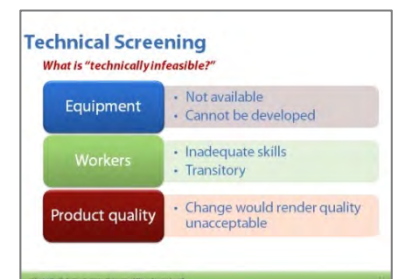 Technical Screening
What is "technically infeasible?"
Equipment
• Not available
• Cannot be developed
Workers
• Inadequate skills
• Transitory
Product quality
• Change would render quality
unacceptable